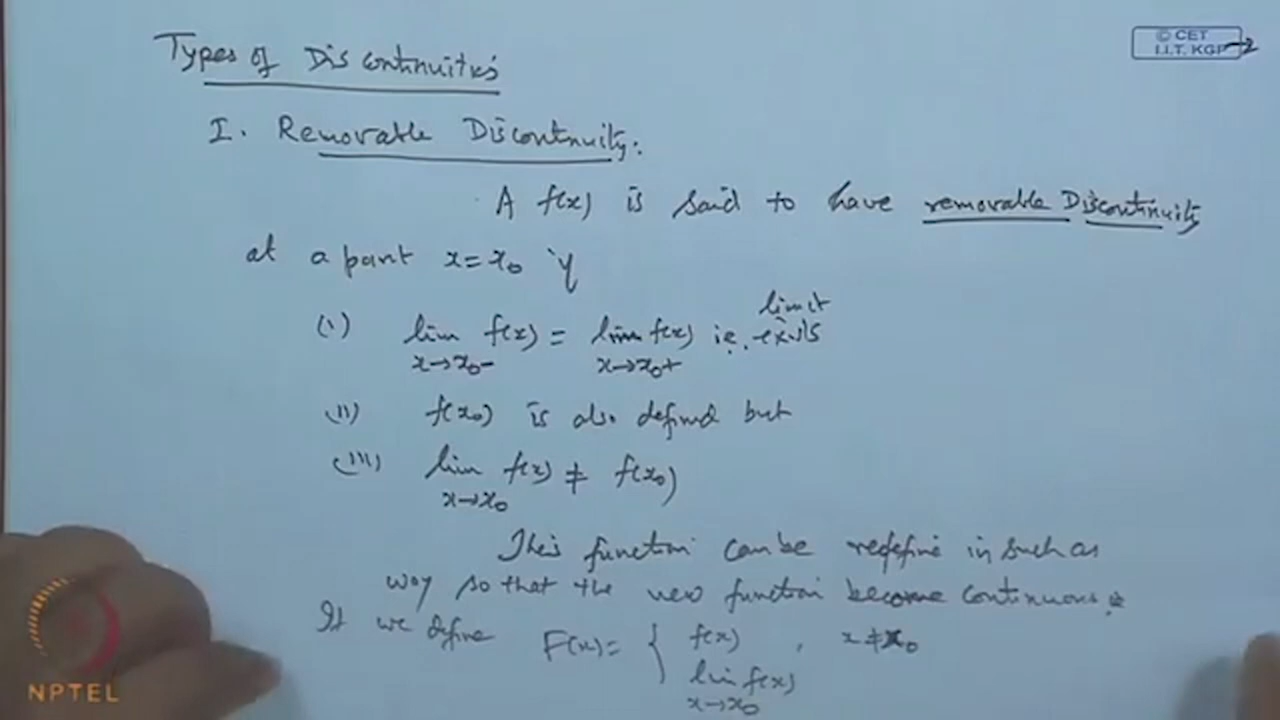 © CET
I.I.T. KGP
Types of Discontinuities
I. Removable Discontinuity:
A f(x) is said to have removable Discontinuity
at a point x = x₀ if
(i) lim f(x) = lim f(x) i.e. limit exists
x→x₀- x→x₀+
(ii) f(x₀) is also defined but
(iii) lim f(x) ≠ f(x₀)
x→x₀
This function can be redefine in such as
way so that the new function become continuous.
If we define F(x) = { f(x) , x ≠ x₀
lim f(x)
x→x₀
NPTEL